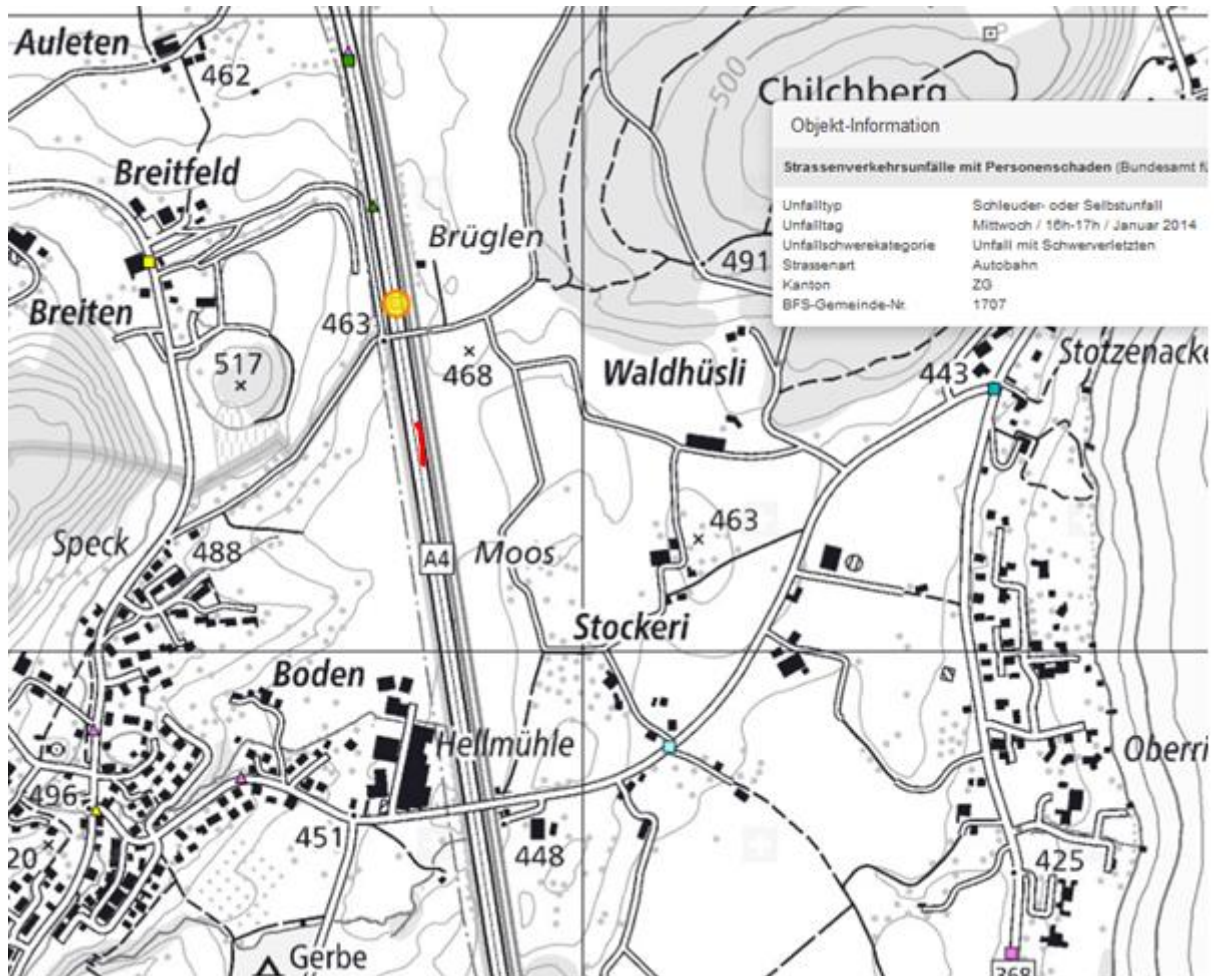 Auleten
462
500
Chilchberg
Objekt-Information
Strassenverkehrsunfälle mit Personenschaden (Bundesamt fü
Unfalltyp Schleuder- oder Selbstunfall
Unfalltag Mittwoch / 16h-17h / Januar 2014
Unfallschwerekategorie Unfall mit Schwerverletzten
Strassenart Autobahn
Kanton ZG
BFS-Gemeinde-Nr. 1707
Breitfeld
Brüglen
491
Breiten
463
517
468
Waldhüsli
443
Stotzenacke
Speck
488
A4
Moos
463
Stockeri
Boden
Hellmühle
Oberri
496
451
448
20
425
Gerbe
368